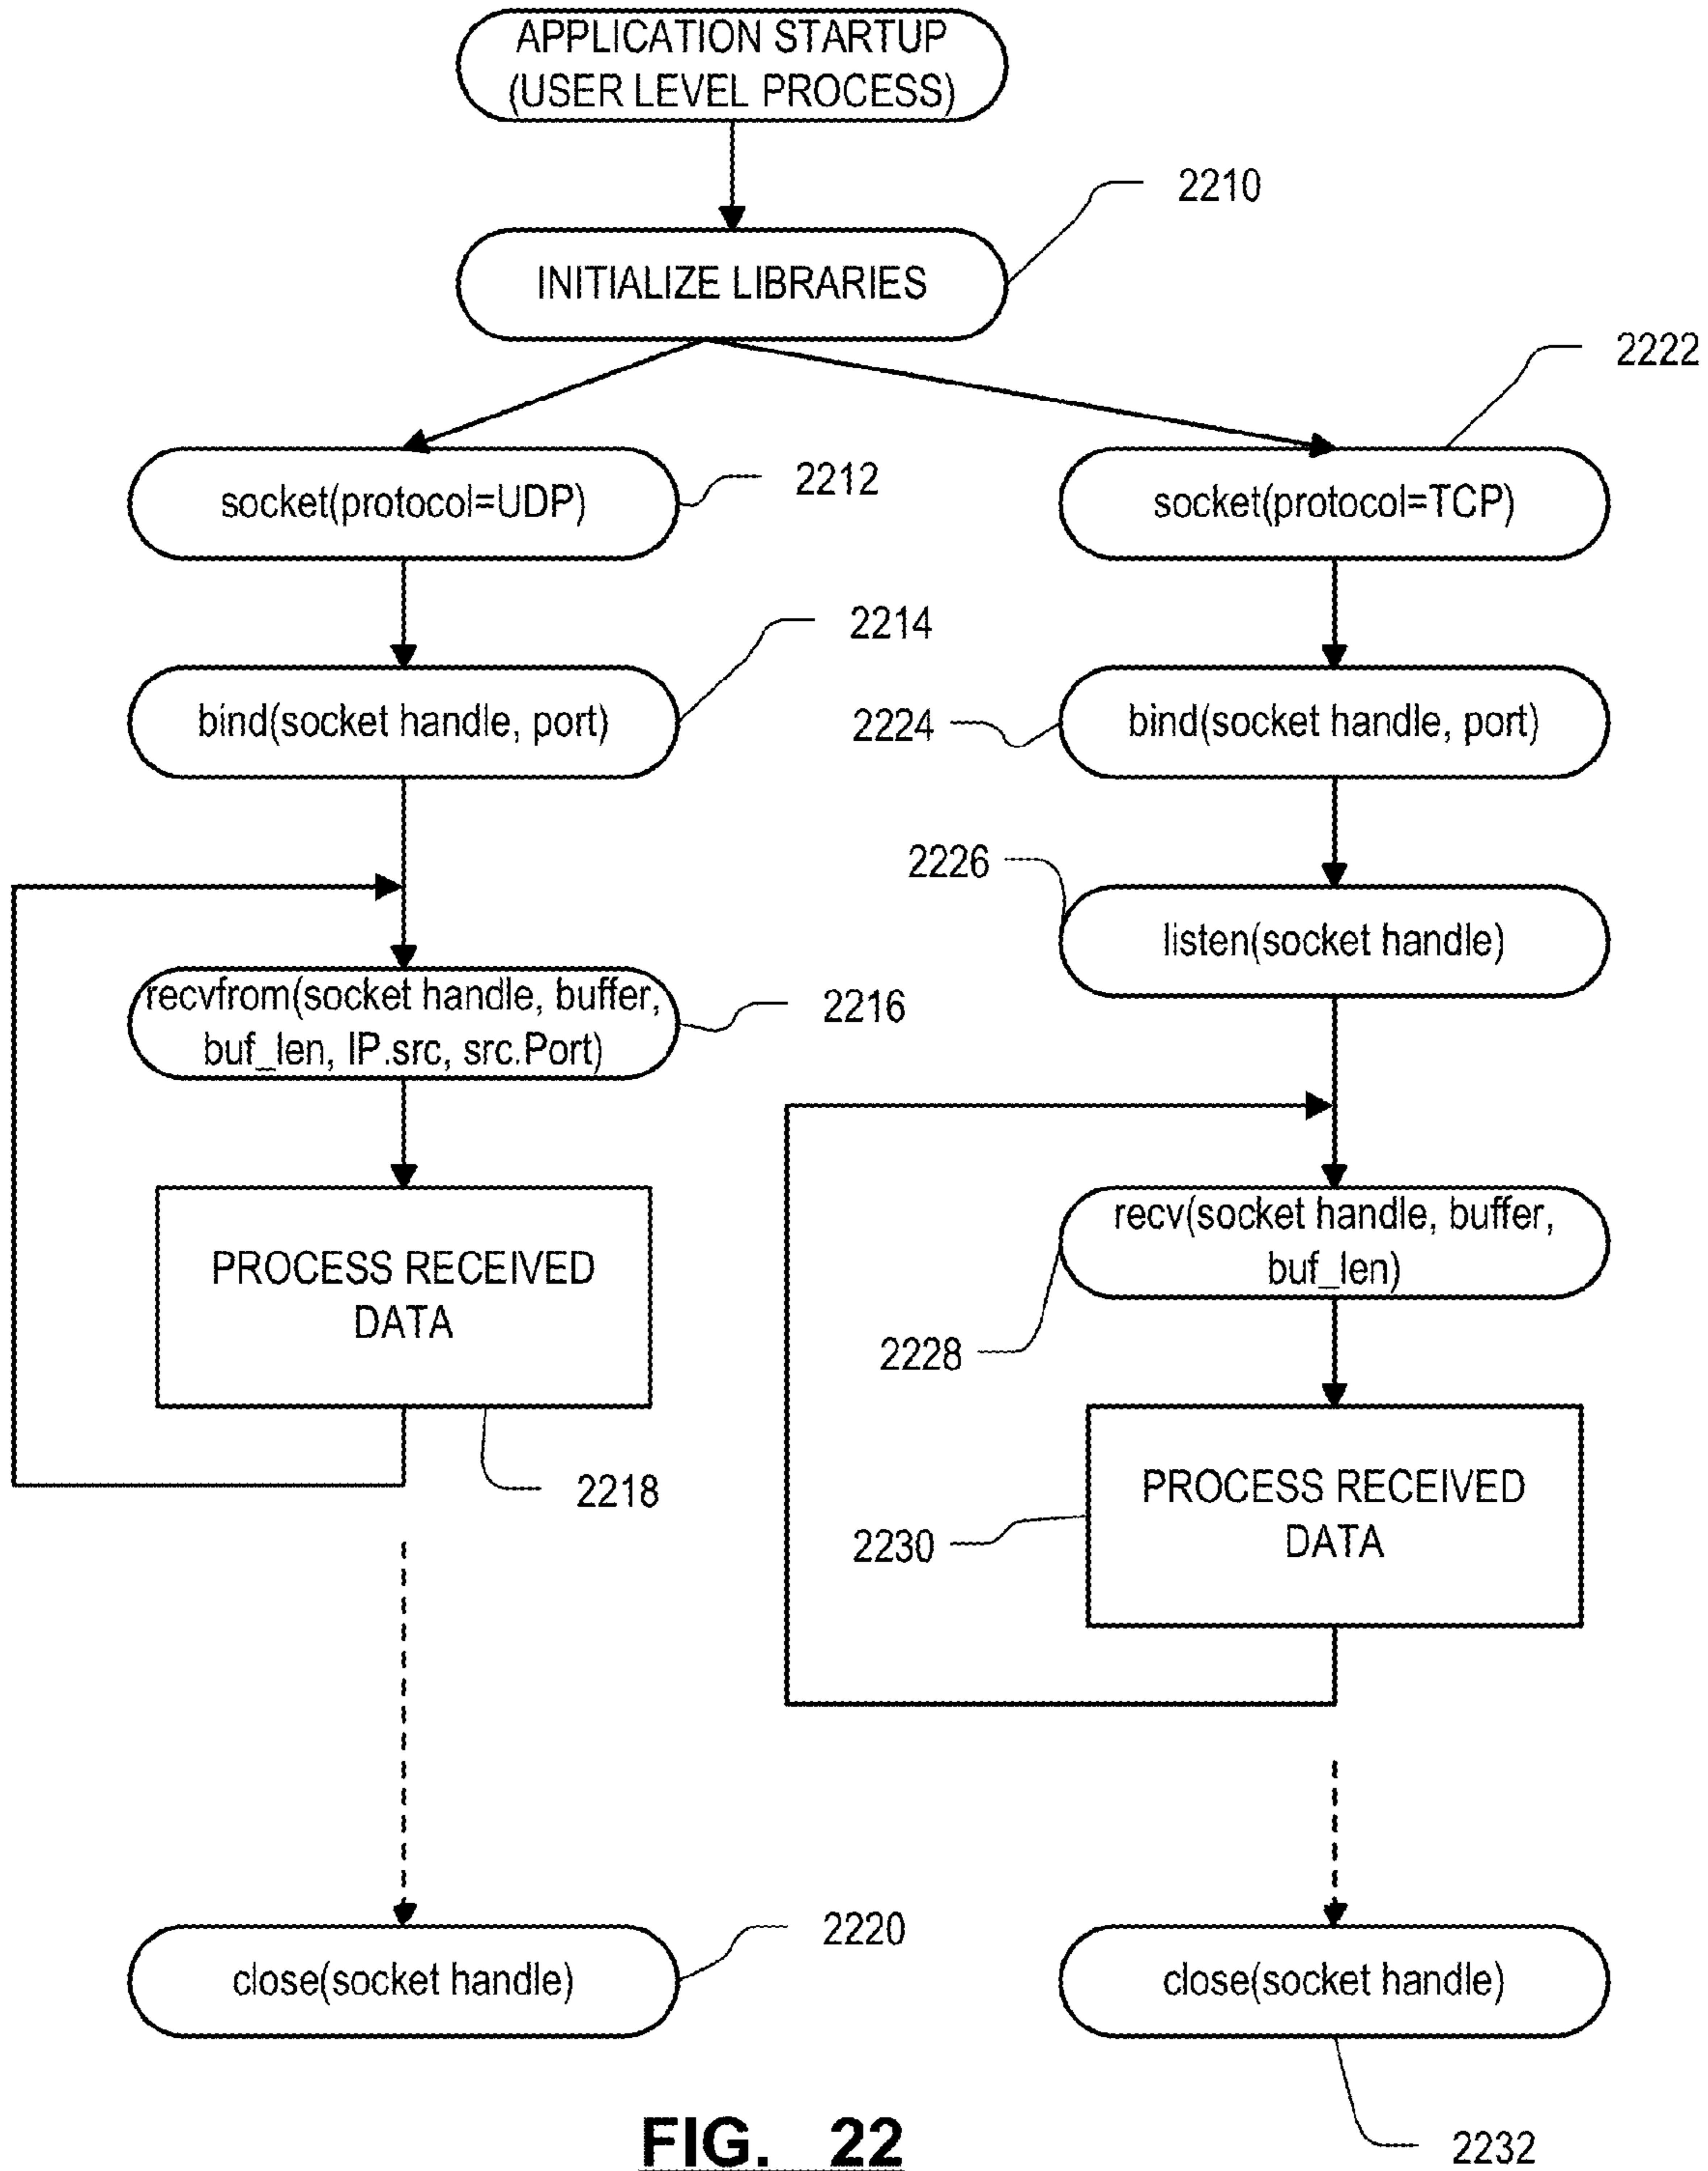 APPLICATION STARTUP
(USER LEVEL PROCESS)
2210
INITIALIZE LIBRARIES
2222
socket(protocol=UDP)
2212
socket(protocol=TCP)
2214
bind(socket handle, port)
2224
bind(socket handle, port)
2226
listen(socket handle)
recvfrom(socket handle, buffer,
buf_len, IP.src, src.Port)
2216
recv(socket handle, buffer,
buf_len)
PROCESS RECEIVED
DATA
2228
2218
PROCESS RECEIVED
DATA
2230
close(socket handle)
2220
close(socket handle)
2232
FIG. 22